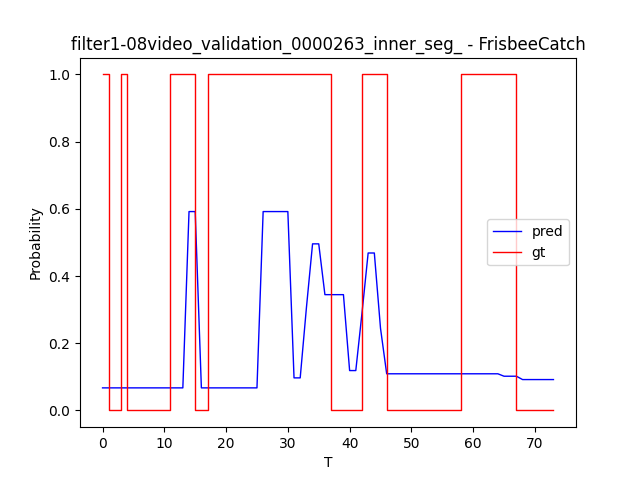 filter1-08video_validation_0000263_inner_seg_ - FrisbeeCatch
1.0
0.8
0.6
0.4
0.2
0.0
Probability
pred
gt
0 10 20 30 40 50 60 70
T